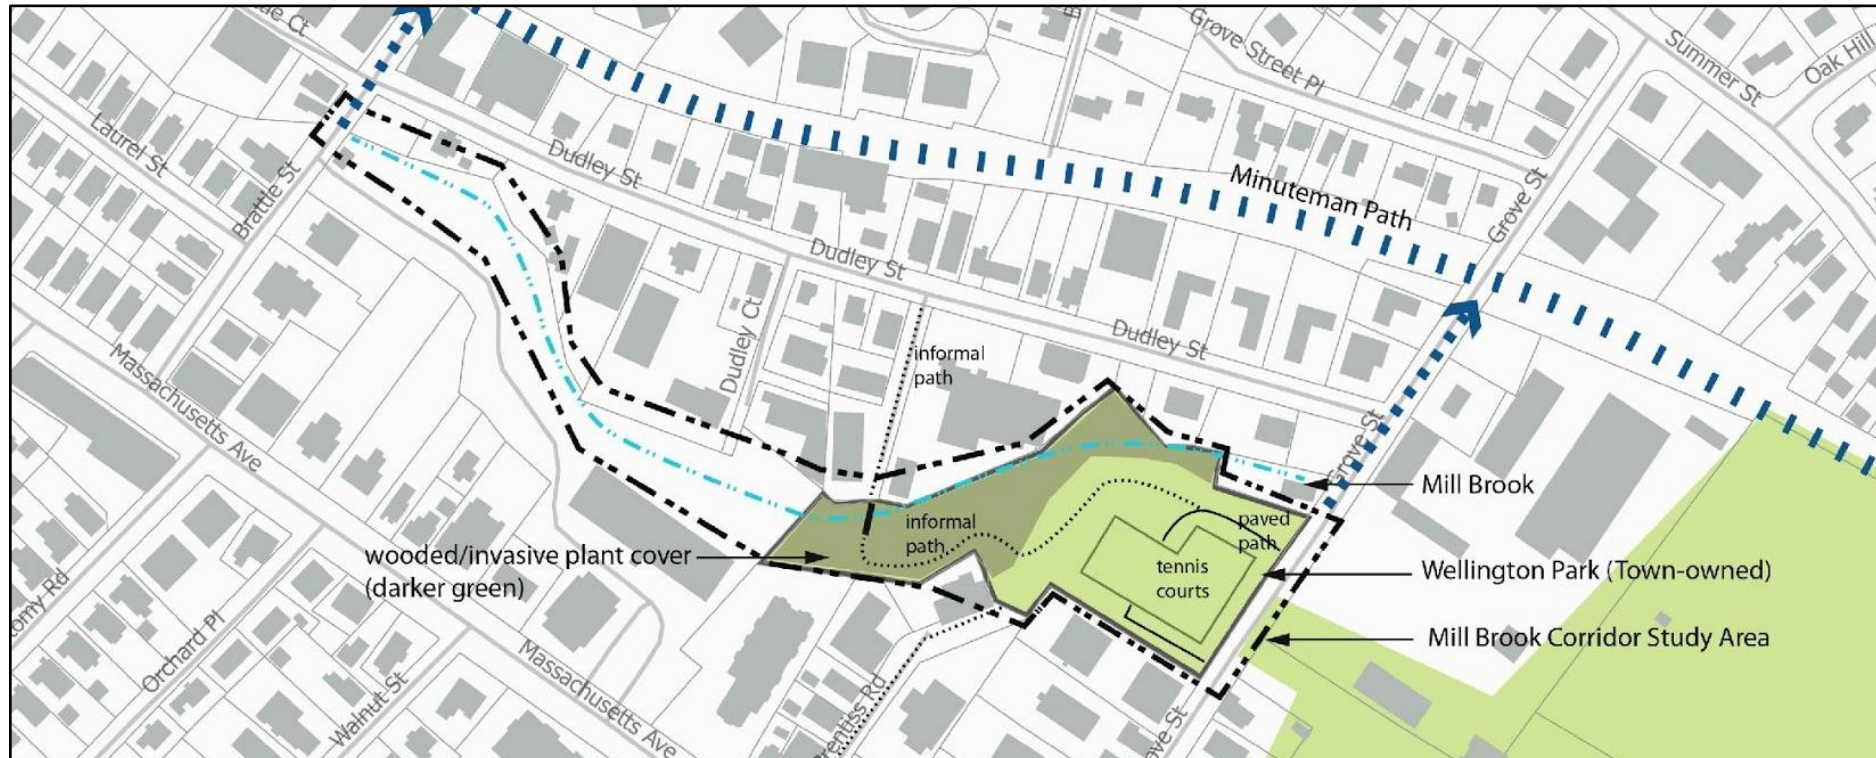 Grove Street Pl
Summer St
Oak Hill
Laurel St
Brattle St
Dudley St
Minuteman Path
Grove St
Dudley St
Dudley Ct
Dudley St
Massachusetts Ave
informal
path
Grove St
Mill Brook
wooded/invasive plant cover
(darker green)
informal
path
paved
path
tennis
courts
Wellington Park (Town-owned)
Mill Brook Corridor Study Area
Orchard Pl
Walnut St
Massachusetts Ave
Prentiss Rd